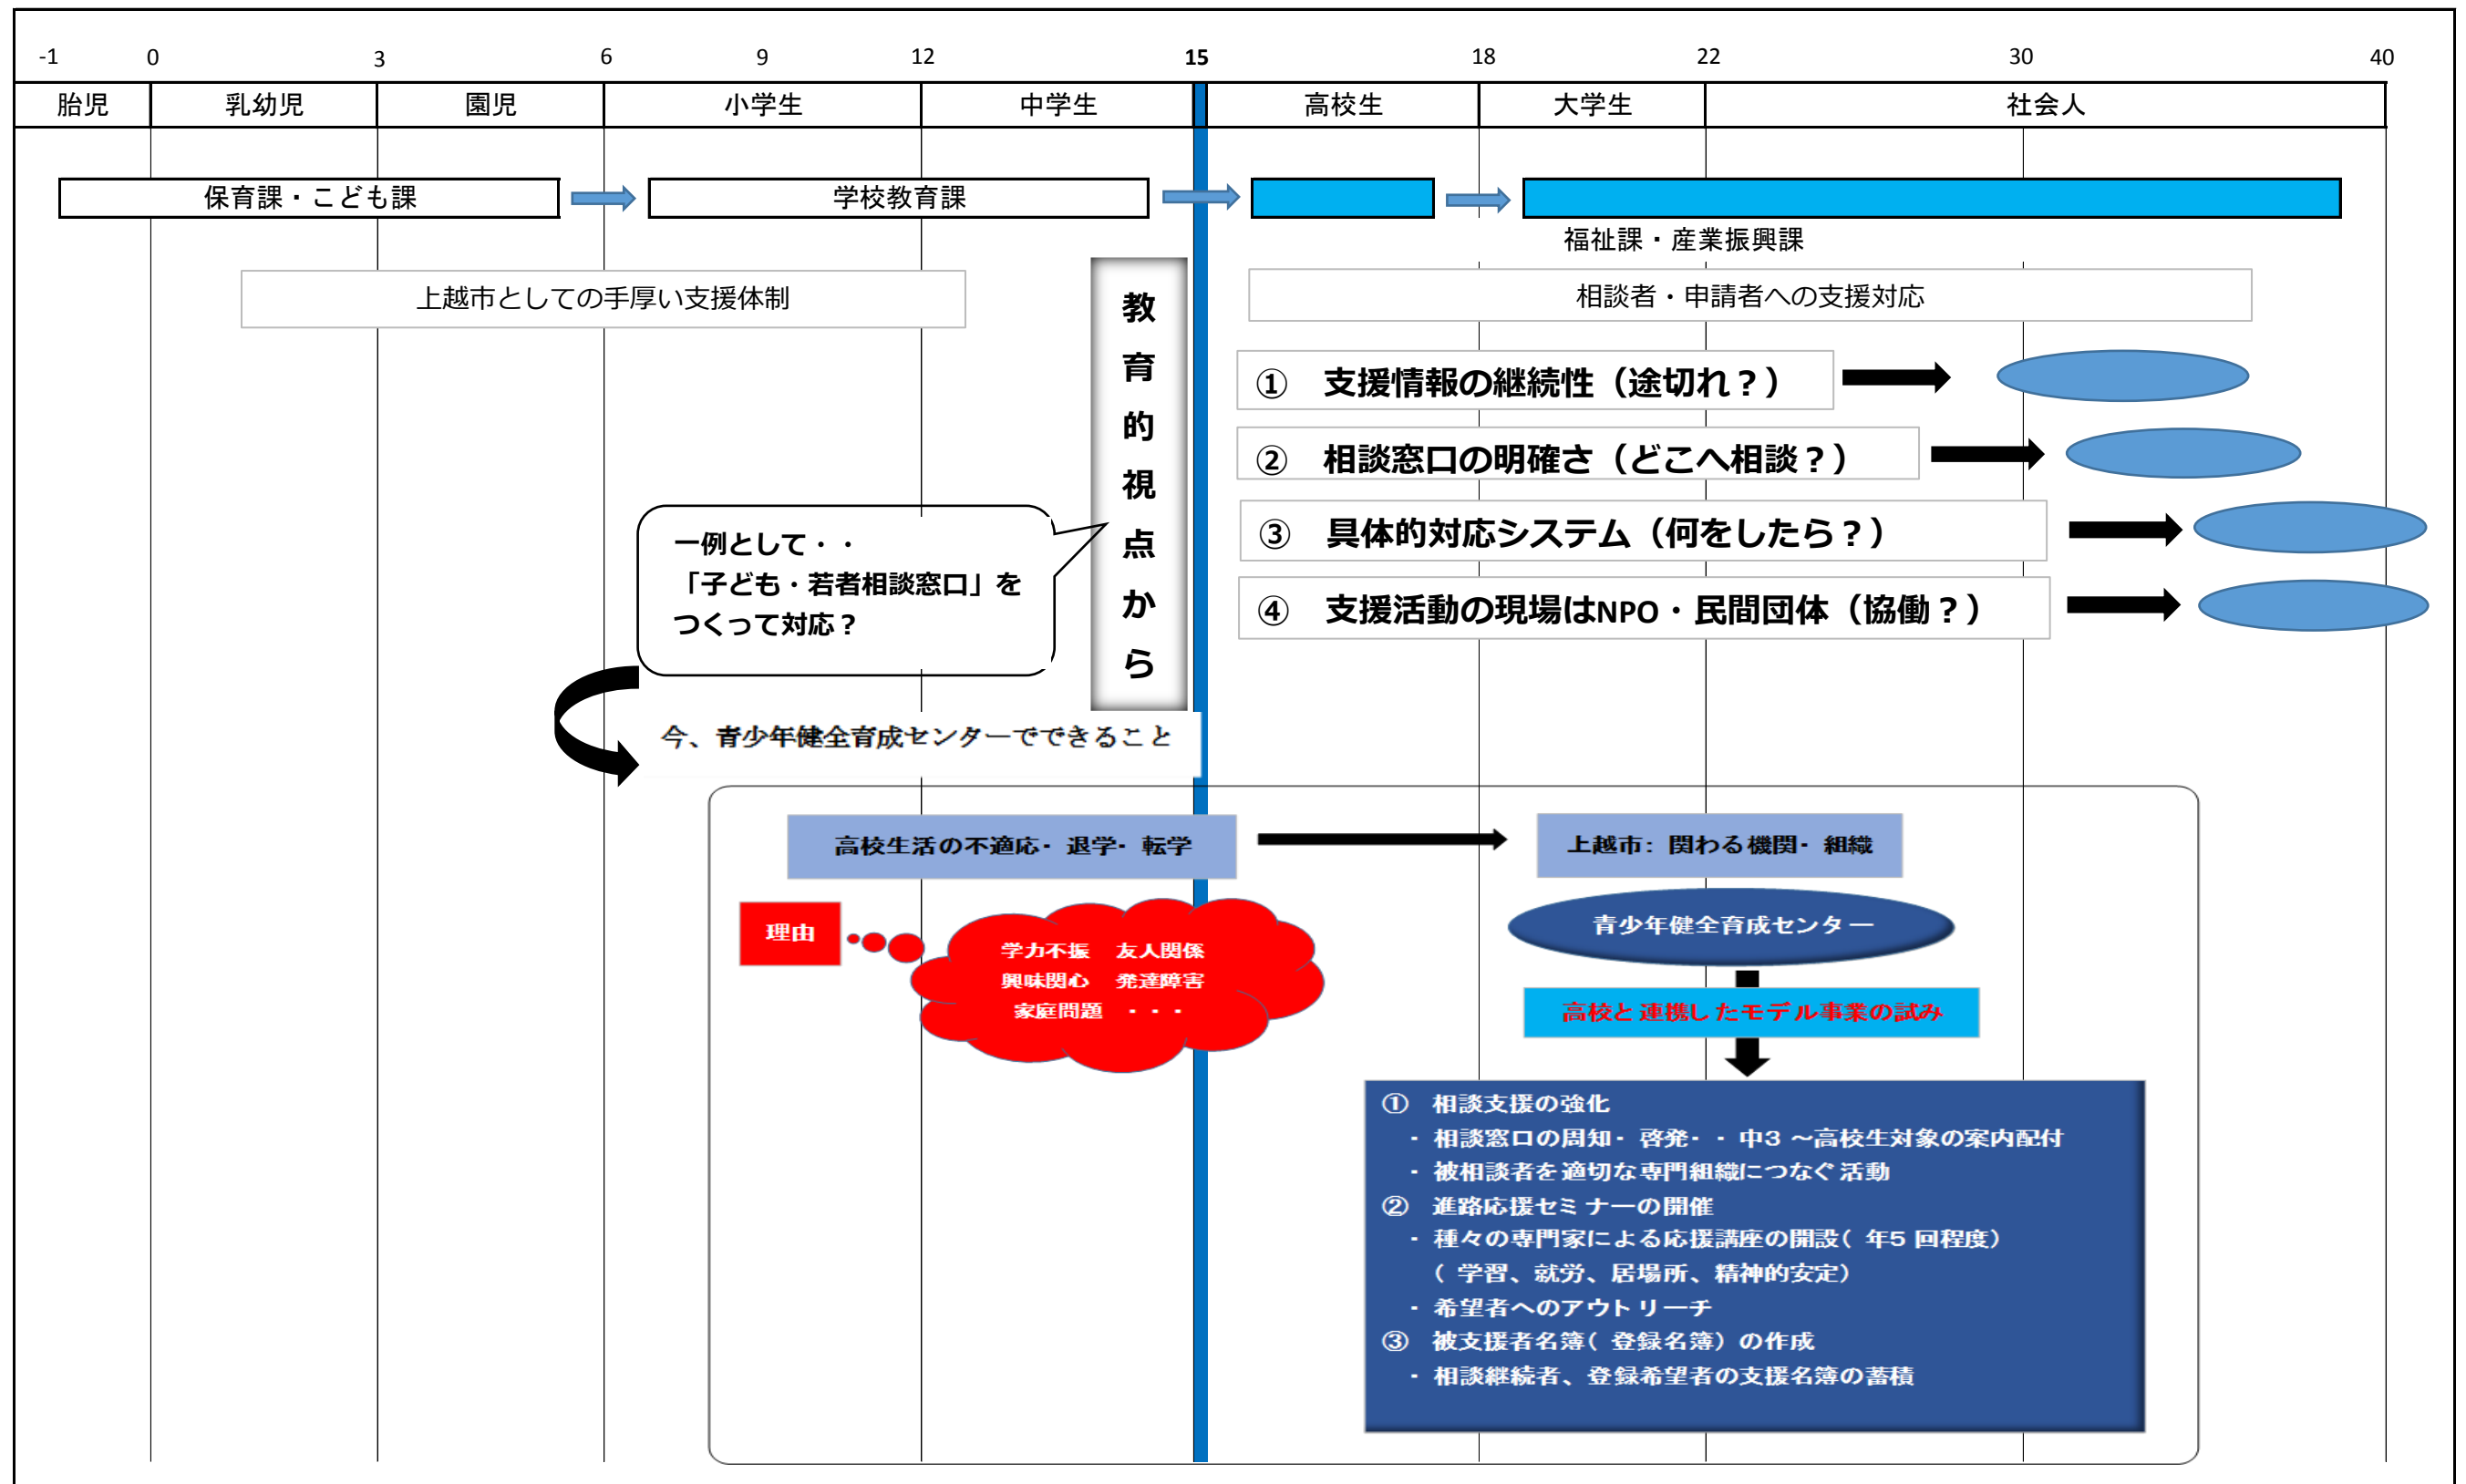 -1 0 3 6 9 12 15 18 22 30 40
胎児 乳幼児 園児 小学生 中学生 高校生 大学生 社会人
保育課・こども課
学校教育課
福祉課・産業振興課
上越市としての手厚い支援体制
相談者・申請者への支援対応
教育的視点から
① 支援情報の継続性（途切れ？）
② 相談窓口の明確さ（どこへ相談？）
③ 具体的対応システム（何をしたら？）
④ 支援活動の現場はNPO・民間団体（協働？）
一例として・・
「子ども・若者相談窓口」を
つくって対応？
今、青少年健全育成センターでできること
高校生活の不適応・退学・転学
上越市：関わる機関・組織
理由
学力不振 友人関係
興味関心 発達障害
家庭問題 ・・・
青少年健全育成センター
高校と連携したモデル事業の試み
① 相談支援の強化
・相談窓口の周知・啓発・・中3～高校生対象の案内配付
・被相談者を適切な専門組織につなぐ活動
② 進路応援セミナーの開催
・種々の専門家による応援講座の開設（年5回程度）
（学習、就労、居場所、精神的安定）
・希望者へのアウトリーチ
③ 被支援者名簿（登録名簿）の作成
・相談継続者、登録希望者の支援名簿の蓄積